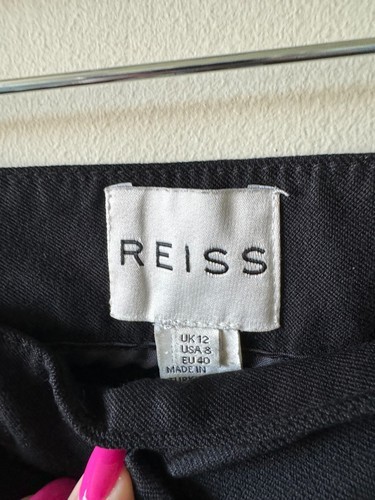 REISS
UK 12
USA 8
EU 40
MADE IN